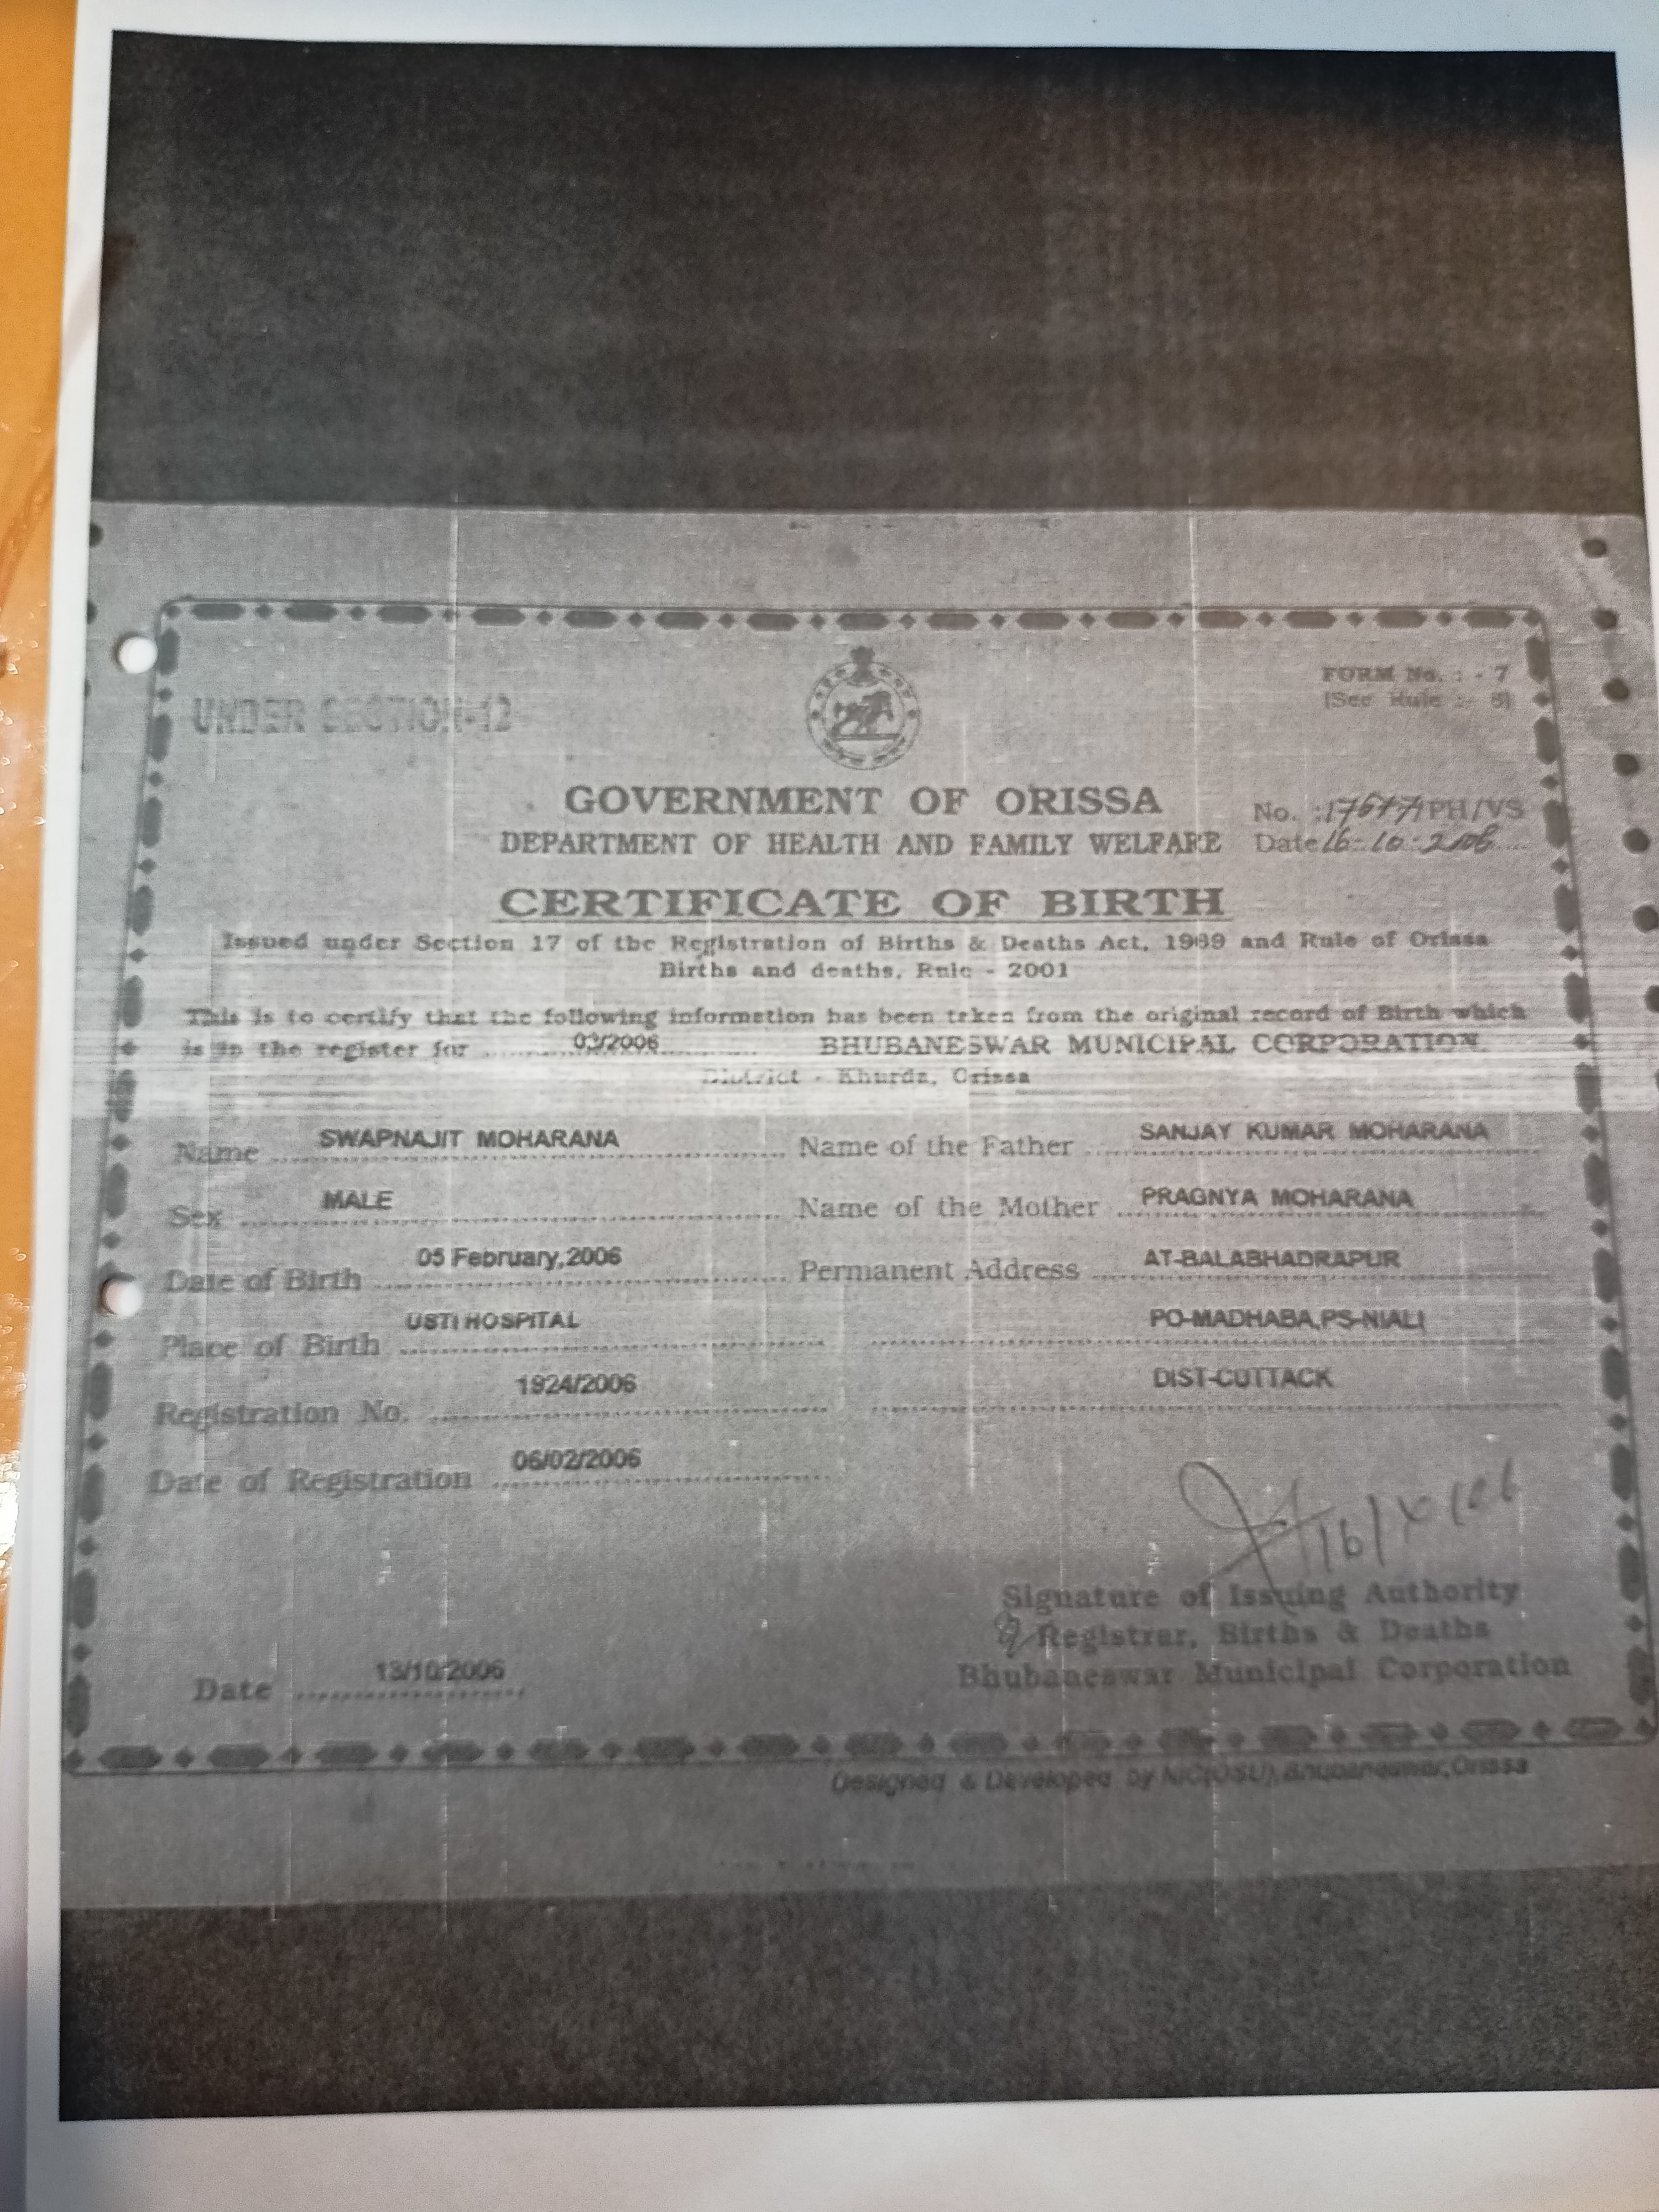 UNDER SECTION-12
FORM No. : - 7
[See Rule :- 8]
GOVERNMENT OF ORISSA
No. : /PH/VS
DEPARTMENT OF HEALTH AND FAMILY WELFARE
Date 16-10-2006
CERTIFICATE OF BIRTH
Issued under Section 17 of the Registration of Births & Deaths Act, 1969 and Rule of Orissa
Births and deaths, Rule - 2001
This is to certify that the following information has been taken from the original record of Birth which
is in the register for 02/2006 BHUBANESWAR MUNICIPAL CORPORATION
District - Khurda, Orissa
Name SWAPNAJIT MOHARANA Name of the Father SANJAY KUMAR MOHARANA
Sex MALE Name of the Mother PRAGNYA MOHARANA
Date of Birth 05 February,2006 Permanent Address AT-BALABHADRAPUR
Place of Birth USTI HOSPITAL PO-MADHABA,PS-NIALI
Registration No. 1924/2006 DIST-CUTTACK
Date of Registration 06/02/2006
16/X/06
Signature of Issuing Authority
Registrar, Births & Deaths
Date 13/10/2006 Bhubaneswar Municipal Corporation
Designed & Developed by NIC(OSU),Bhubaneswar,Orissa